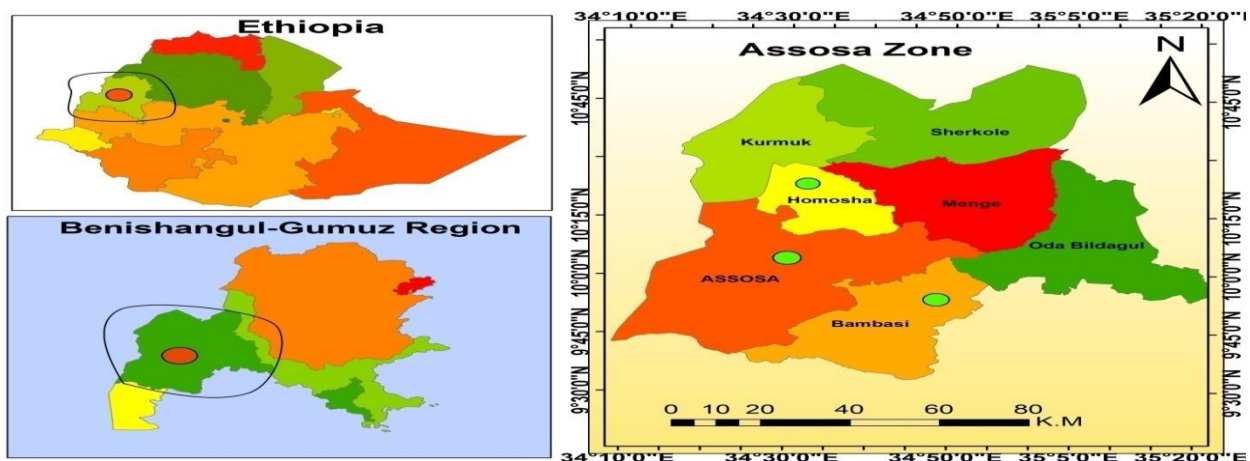 Ethiopia
Benishangul-Gumuz Region
34°10'0"E 34°30'0"E 34°50'0"E 35°5'0"E 35°20'0"E
Assosa Zone
N
10°45'0"N
10°45'0"N
Kurmuk
Sherkole
Homosha
Menge
10°15'0"N
10°15'0"N
Oda Bildagul
ASSOSA
10°0'0"N
10°0'0"N
Bambasi
9°45'0"N
9°45'0"N
9°30'0"N
9°30'0"N
0 10 20 40 60 80
K.M
34°10'0"E 34°30'0"E 34°50'0"E 35°5'0"E 35°20'0"E